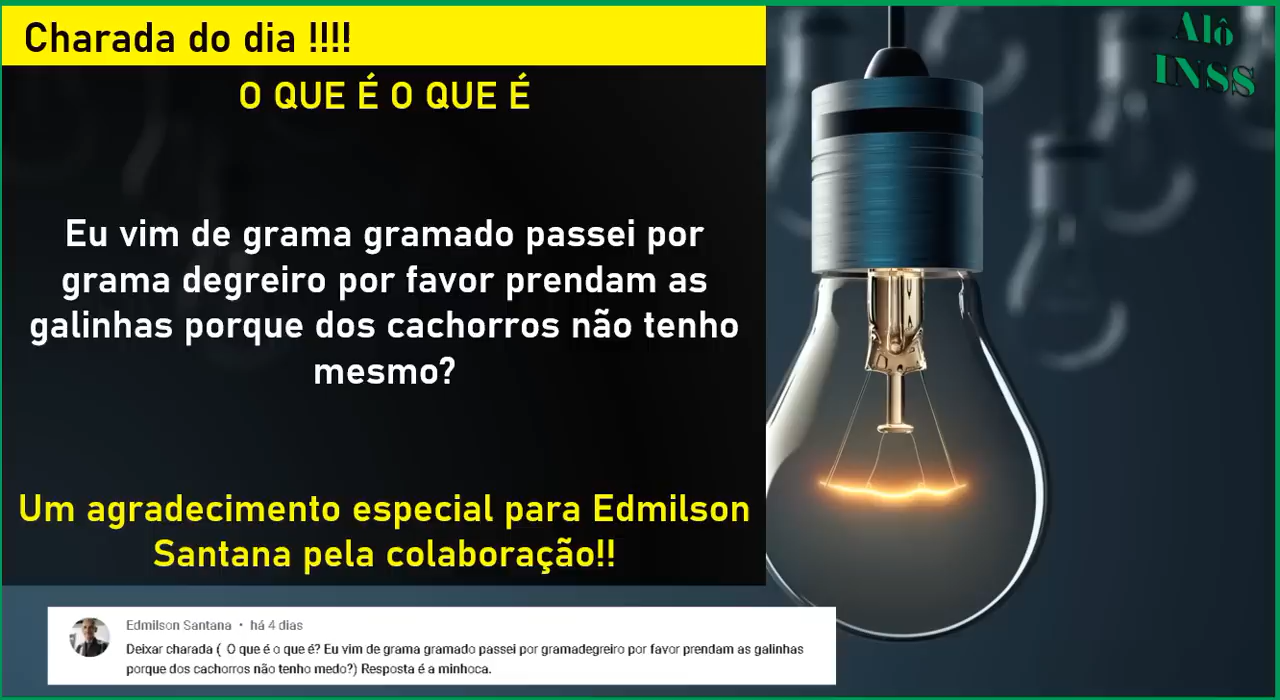 Charada do dia !!!!
Alô
INSS
O QUE É O QUE É
Eu vim de grama gramado passei por
grama degreiro por favor prendam as
galinhas porque dos cachorros não tenho
mesmo?
Um agradecimento especial para Edmilson
Santana pela colaboração!!
Edmilson Santana • há 4 dias
Deixar charada ( O que é o que é? Eu vim de grama gramado passei por gramadegreiro por favor prendam as galinhas
porque dos cachorros não tenho medo?) Resposta é a minhoca.